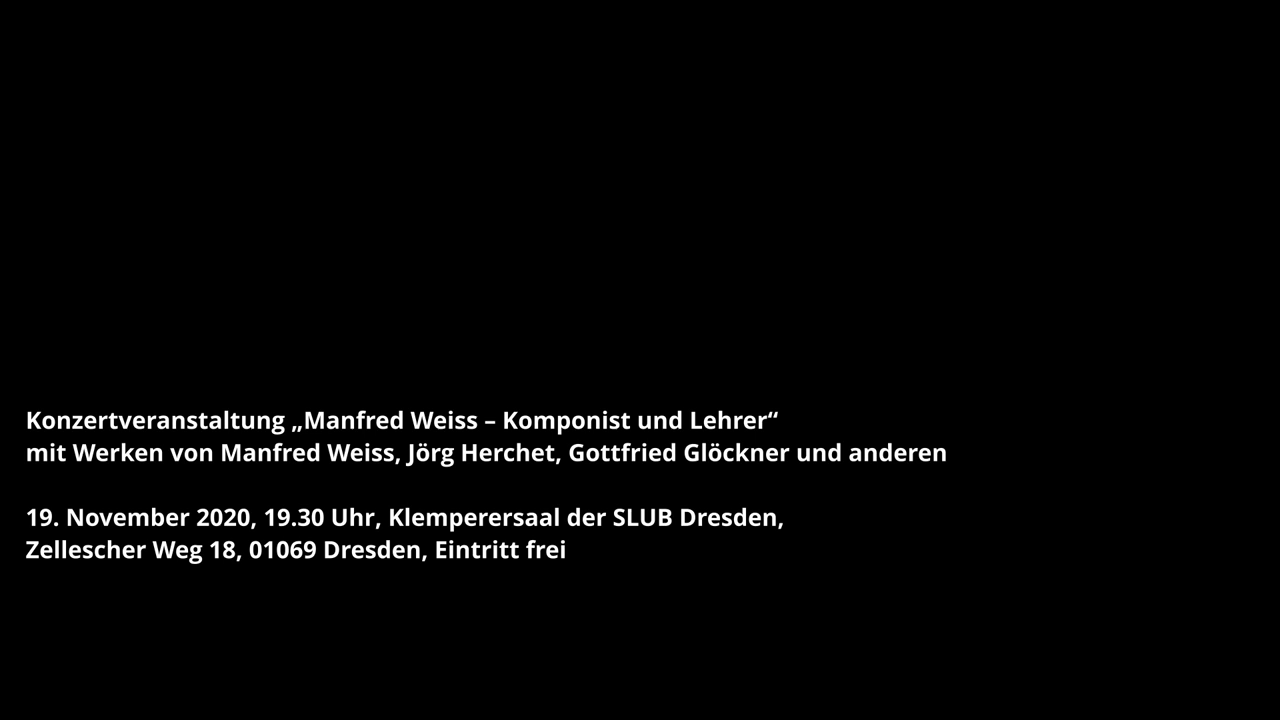 Konzertveranstaltung „Manfred Weiss – Komponist und Lehrer“
mit Werken von Manfred Weiss, Jörg Herchet, Gottfried Glöckner und anderen
19. November 2020, 19.30 Uhr, Klemperersaal der SLUB Dresden,
Zellescher Weg 18, 01069 Dresden, Eintritt frei